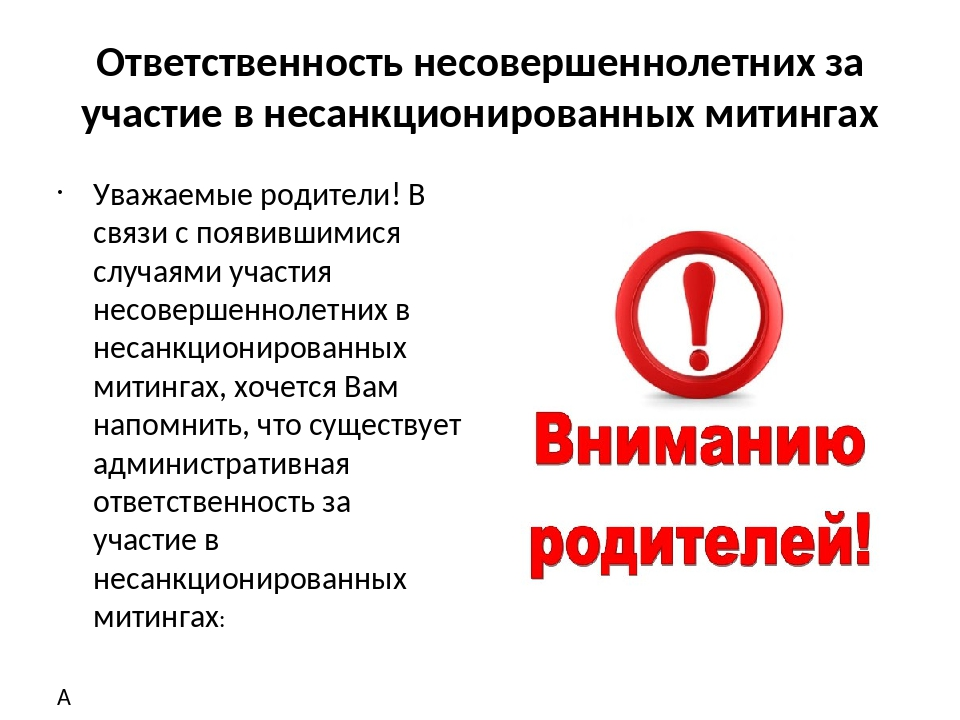 Ответственность несовершеннолетних за
участие в несанкционированных митингах
• Уважаемые родители! В
связи с появившимися
случаями участия
несовершеннолетних в
несанкционированных
митингах, хочется Вам
напомнить, что существует
административная
ответственность за
участие в
несанкционированных
митингах:
Вниманию
родителей!
А